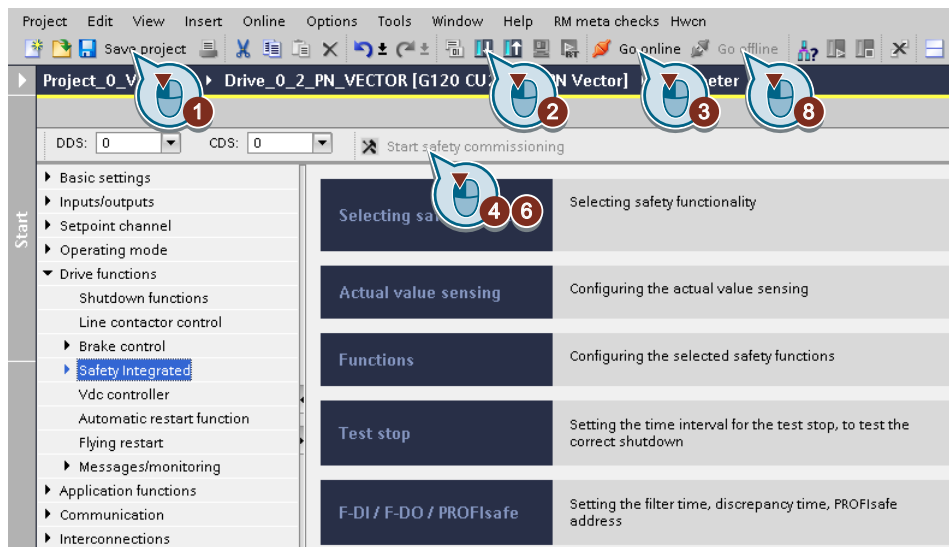 Project Edit View Insert Online Options Tools Window Help RM meta checks Hwcn
Save project Go online Go offline
Project_0_V Drive_0_2_PN_VECTOR [G120 CU2 N Vector] eter
1 2 3 8
DDS: 0 CDS: 0 Start safety commissioning
4 6
Start
Basic settings
Inputs/outputs
Setpoint channel
Operating mode
Drive functions
Shutdown functions
Line contactor control
Brake control
Safety Integrated
Vdc controller
Automatic restart function
Flying restart
Messages/monitoring
Application functions
Communication
Interconnections
Selecting sa
Selecting safety functionality
Actual value sensing
Configuring the actual value sensing
Functions
Configuring the selected safety functions
Test stop
Setting the time interval for the test stop, to test the
correct shutdown
F-DI / F-DO / PROFIsafe
Setting the filter time, discrepancy time, PROFIsafe
address